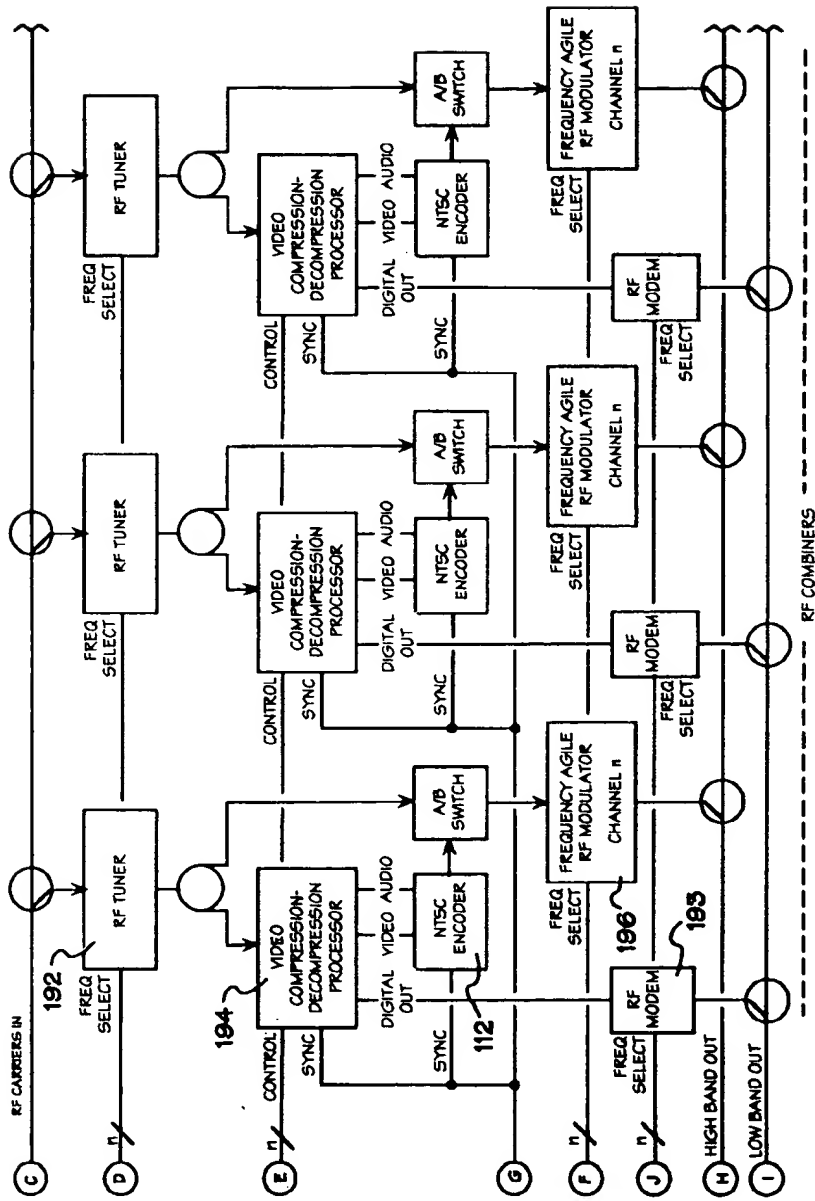 C
RF CARRIERS IN
192
RF TUNER
RF TUNER
RF TUNER
FREQ
SELECT
FREQ
SELECT
FREQ
SELECT
D
n
194
VIDEO
COMPRESSION-
DECOMPRESSION
PROCESSOR
VIDEO
COMPRESSION-
DECOMPRESSION
PROCESSOR
VIDEO
COMPRESSION-
DECOMPRESSION
PROCESSOR
E
n
CONTROL
SYNC
CONTROL
SYNC
CONTROL
SYNC
DIGITAL
OUT
VIDEO
AUDIO
DIGITAL
OUT
VIDEO
AUDIO
DIGITAL
OUT
VIDEO
AUDIO
SYNC
NTSC
ENCODER
A/B
SWITCH
SYNC
NTSC
ENCODER
A/B
SWITCH
SYNC
NTSC
ENCODER
A/B
SWITCH
112
G
FREQ
SELECT
FREQUENCY AGILE
RF MODULATOR
CHANNEL n
FREQ
SELECT
FREQUENCY AGILE
RF MODULATOR
CHANNEL n
FREQ
SELECT
FREQUENCY AGILE
RF MODULATOR
CHANNEL n
F
n
196
FREQ
SELECT
RF
MODEM
FREQ
SELECT
RF
MODEM
FREQ
SELECT
RF
MODEM
J
n
193
H
HIGH BAND OUT
I
LOW BAND OUT
RF COMBINERS